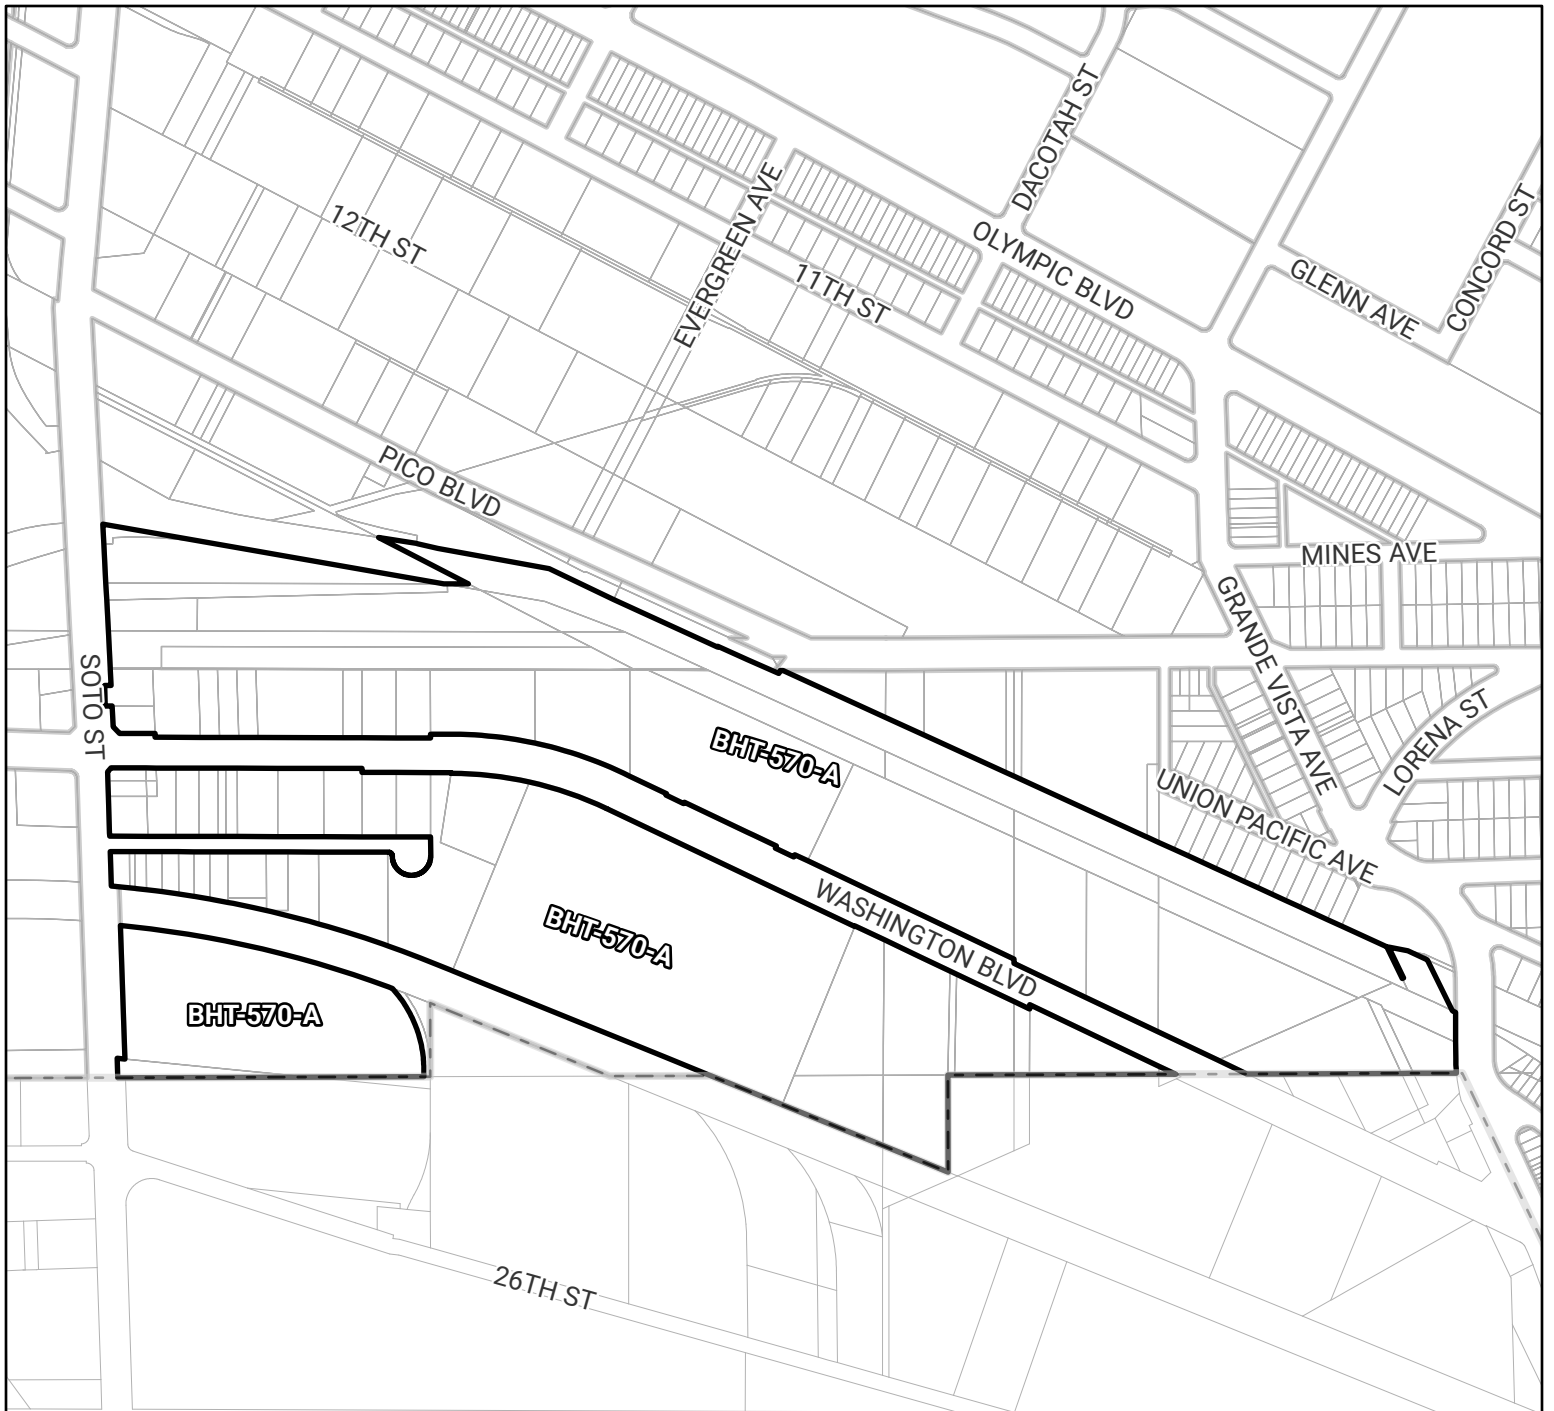 DACOTAH ST
12TH ST
EVERGREEN AVE
OLYMPIC BLVD
CONCORD ST
11TH ST
GLENN AVE
PICO BLVD
MINES AVE
GRANDE VISTA AVE
SOTO ST
LORENA ST
BHT-570-A
UNION PACIFIC AVE
WASHINGTON BLVD
BHT-570-A
BHT-570-A
26TH ST